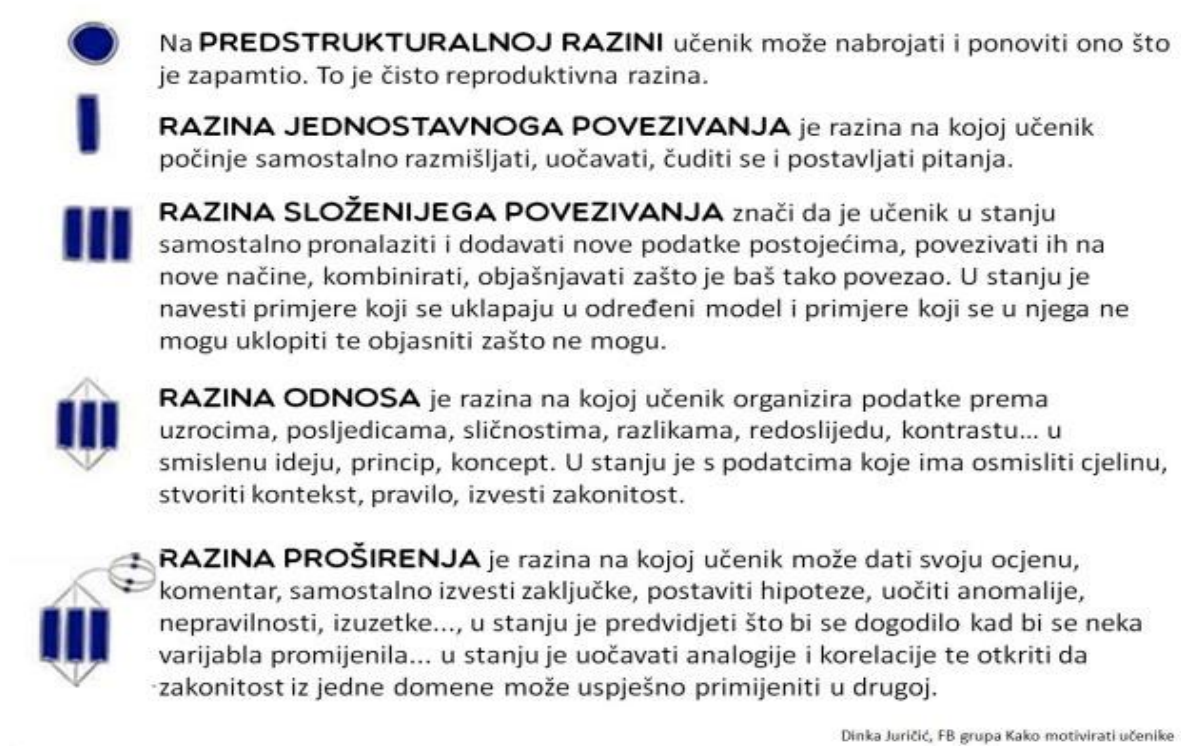 Na PREDSTRUKTURALNOJ RAZINI učenik može nabrojati i ponoviti ono što
je zapamtio. To je čisto reproduktivna razina.
RAZINA JEDNOSTAVNOGA POVEZIVANJA je razina na kojoj učenik
počinje samostalno razmišljati, uočavati, čuditi se i postavljati pitanja.
RAZINA SLOŽENIJEGA POVEZIVANJA znači da je učenik u stanju
samostalno pronalaziti i dodavati nove podatke postojećima, povezivati ih na
nove načine, kombinirati, objašnjavati zašto je baš tako povezao. U stanju je
navesti primjere koji se uklapaju u određeni model i primjere koji se u njega ne
mogu uklopiti te objasniti zašto ne mogu.
RAZINA ODNOSA je razina na kojoj učenik organizira podatke prema
uzrocima, posljedicama, sličnostima, razlikama, redoslijedu, kontrastu... u
smislenu ideju, princip, koncept. U stanju je s podatcima koje ima osmisliti cjelinu,
stvoriti kontekst, pravilo, izvesti zakonitost.
RAZINA PROŠIRENJA je razina na kojoj učenik može dati svoju ocjenu,
komentar, samostalno izvesti zaključke, postaviti hipoteze, uočiti anomalije,
nepravilnosti, izuzetke..., u stanju je predvidjeti što bi se dogodilo kad bi se neka
varijabla promijenila... u stanju je uočavati analogije i korelacije te otkriti da
zakonitost iz jedne domene može uspješno primijeniti u drugoj.
Dinka Juričić, FB grupa Kako motivirati učenike